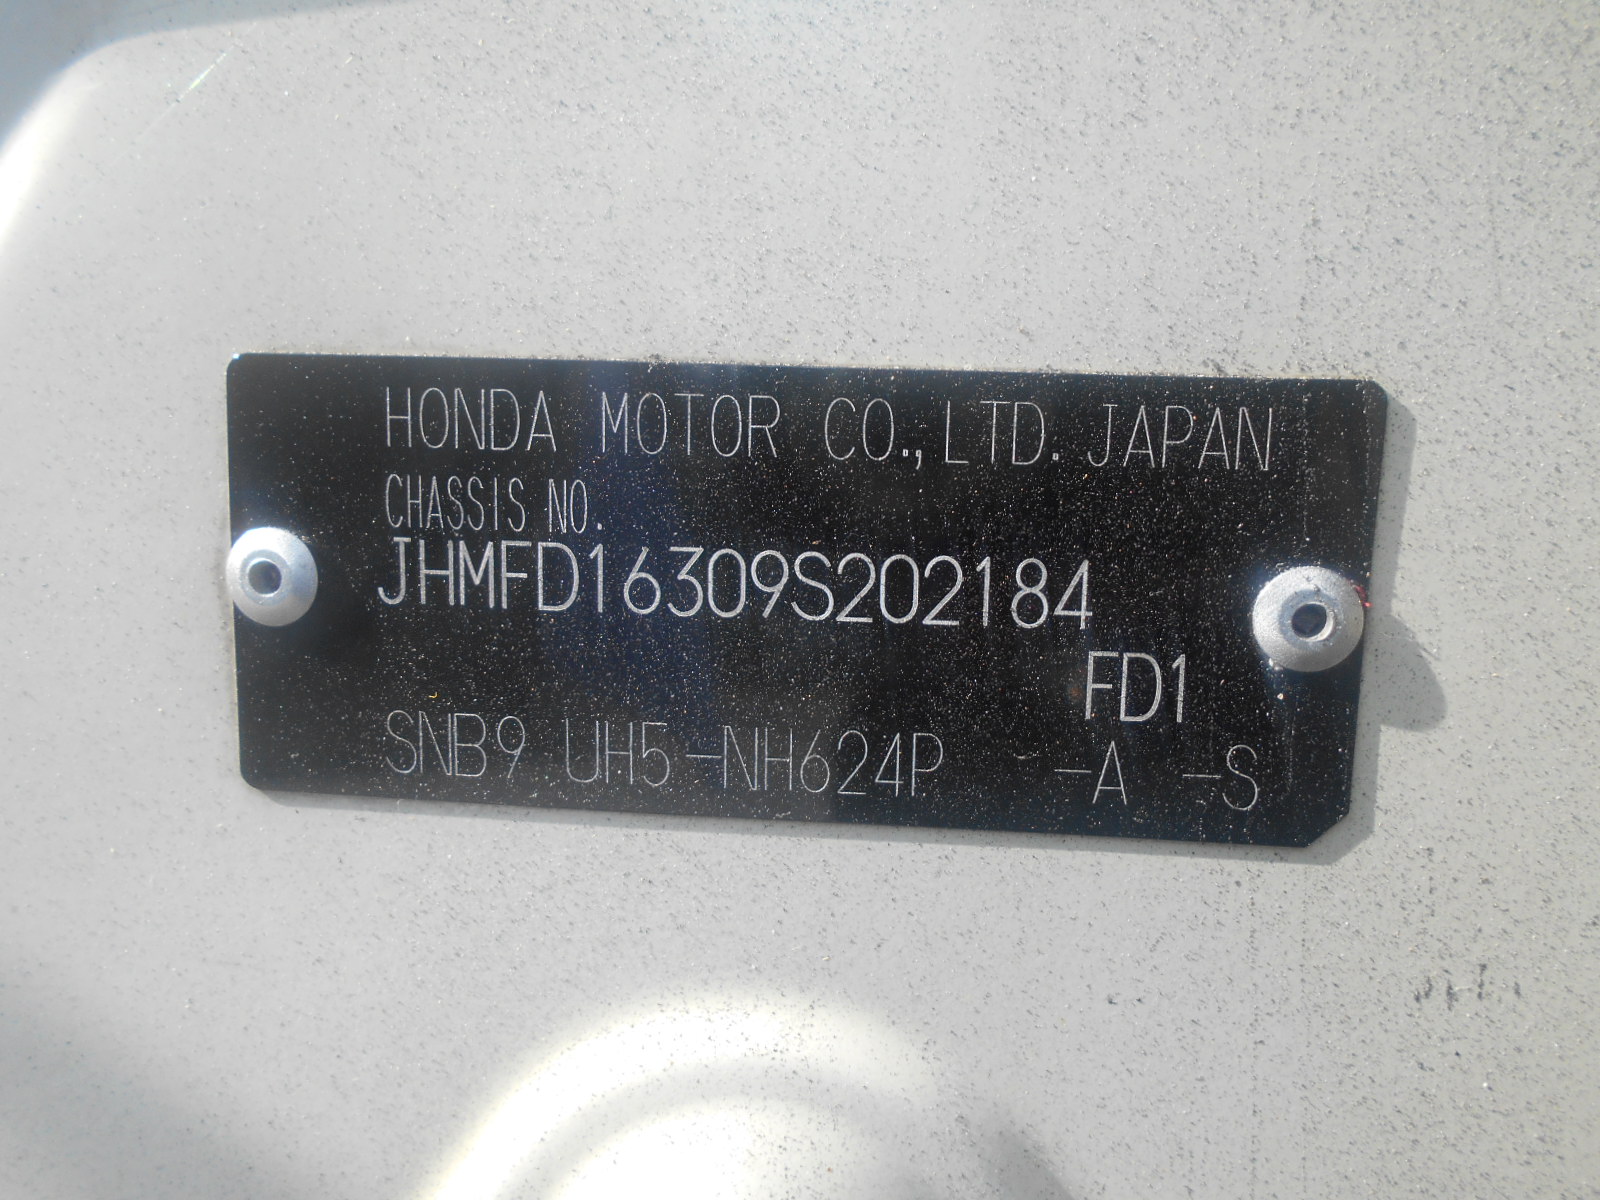 HONDA MOTOR CO.,LTD. JAPAN
CHASSIS NO.
JHMFD16309S202184
FD1
SNB9 UH5-NH624P -A -S